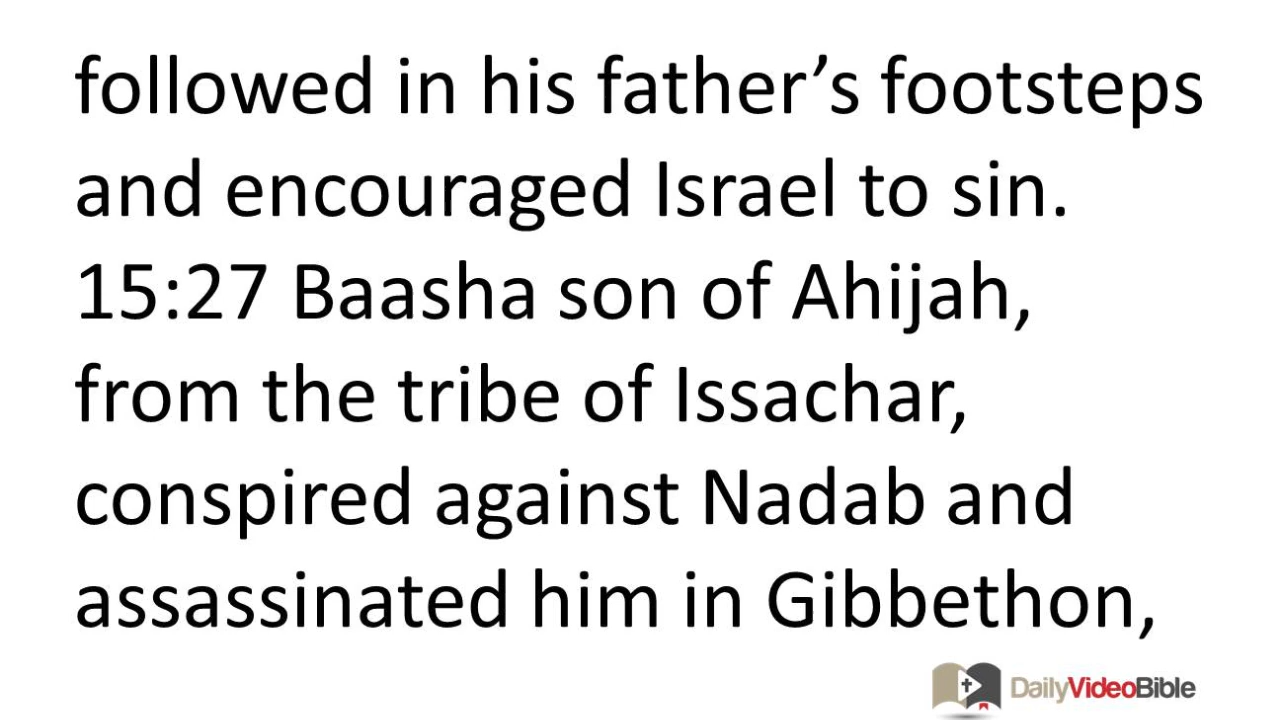 followed in his father’s footsteps
and encouraged Israel to sin.
15:27 Baasha son of Ahijah,
from the tribe of Issachar,
conspired against Nadab and
assassinated him in Gibbethon,
DailyVideoBible